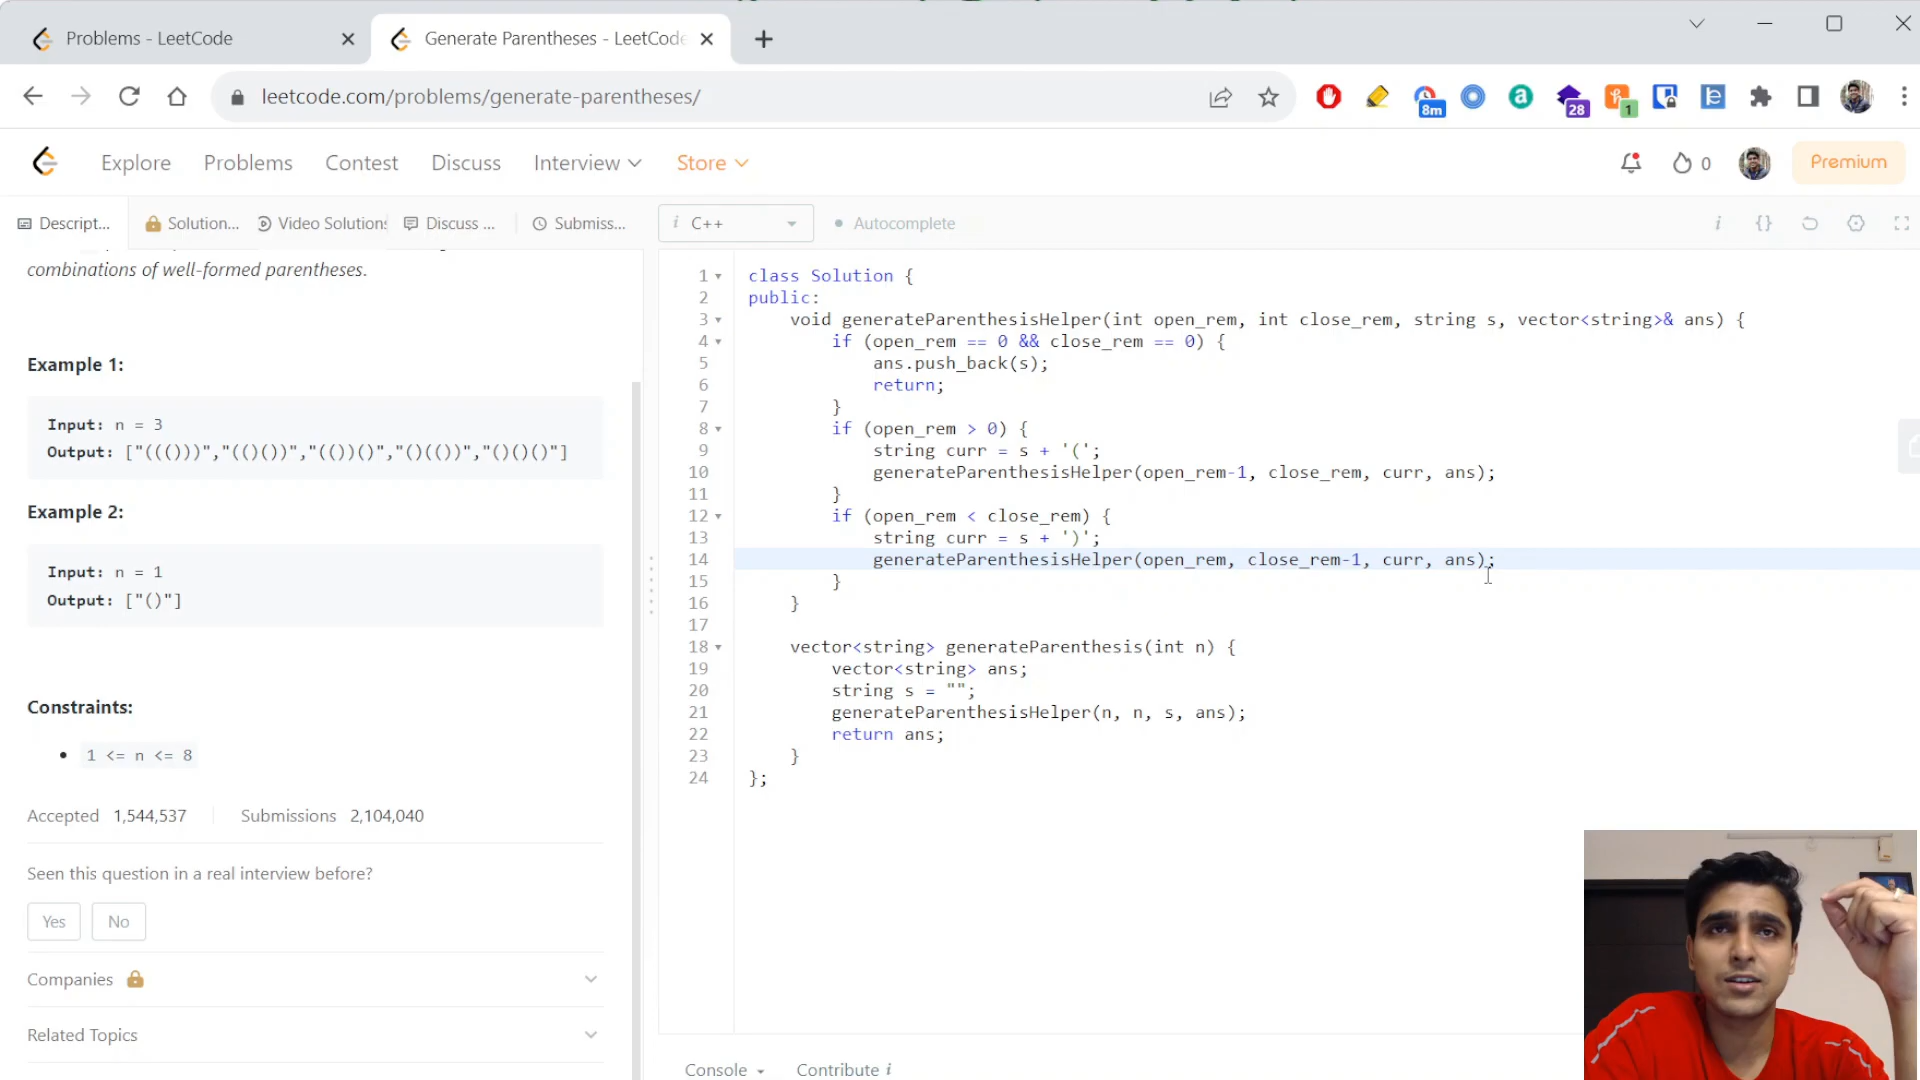 Problems - LeetCode
Generate Parentheses - LeetCode
leetcode.com/problems/generate-parentheses/
8m
a
28
1
Explore
Problems
Contest
Discuss
Interview
Store
0
Premium
Descript...
Solution...
Video Solution
Discuss ...
Submiss...
i C++
Autocomplete
i {}
combinations of well-formed parentheses.
Example 1:
Input: n = 3
Output: ["((()))","(()())","(())()","()(())","()()()"]
Example 2:
Input: n = 1
Output: ["()"]
Constraints:
1 <= n <= 8
Accepted 1,544,537
Submissions 2,104,040
Seen this question in a real interview before?
Yes
No
Companies
Related Topics
1 class Solution {
2 public:
3 void generateParenthesisHelper(int open_rem, int close_rem, string s, vector<string>& ans) {
4 if (open_rem == 0 && close_rem == 0) {
5 ans.push_back(s);
6 return;
7 }
8 if (open_rem > 0) {
9 string curr = s + '(';
10 generateParenthesisHelper(open_rem-1, close_rem, curr, ans);
11 }
12 if (open_rem < close_rem) {
13 string curr = s + ')';
14 generateParenthesisHelper(open_rem, close_rem-1, curr, ans);
15 }
16 }
17
18 vector<string> generateParenthesis(int n) {
19 vector<string> ans;
20 string s = "";
21 generateParenthesisHelper(n, n, s, ans);
22 return ans;
23 }
24 };
Console
Contribute i